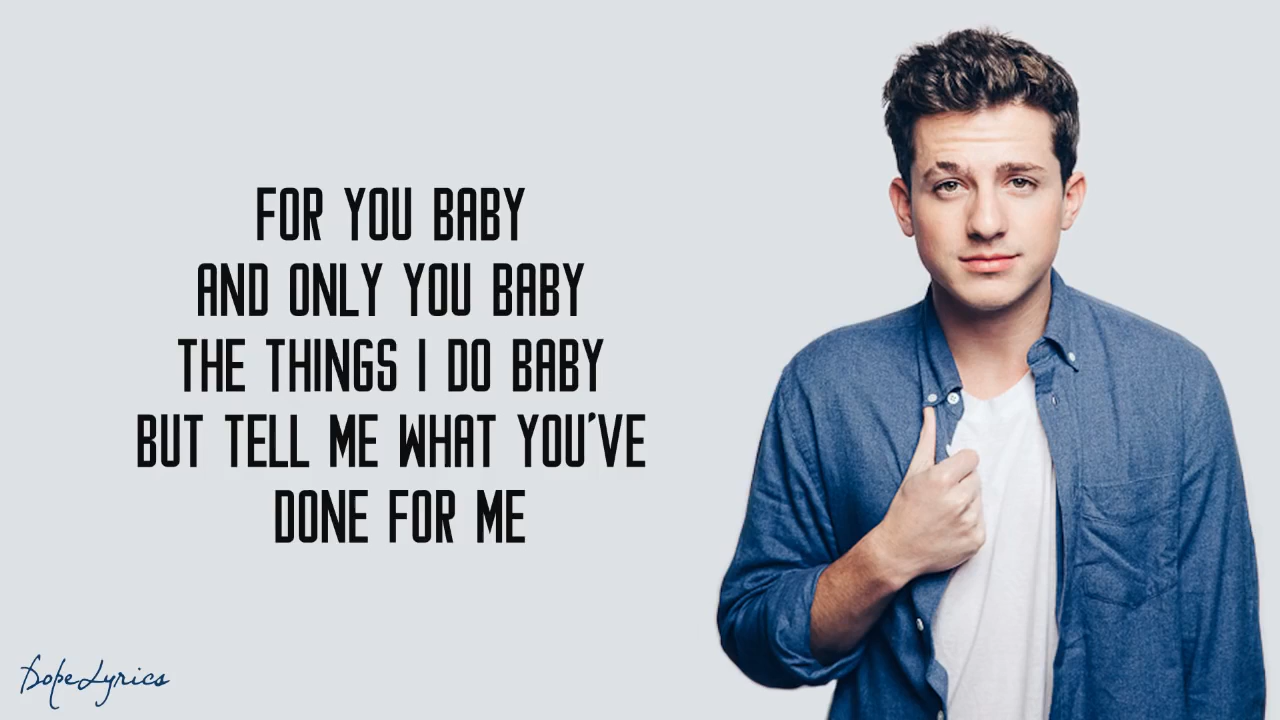 FOR YOU BABY
AND ONLY YOU BABY
THE THINGS I DO BABY
BUT TELL ME WHAT YOU'VE
DONE FOR ME
DopeLyrics